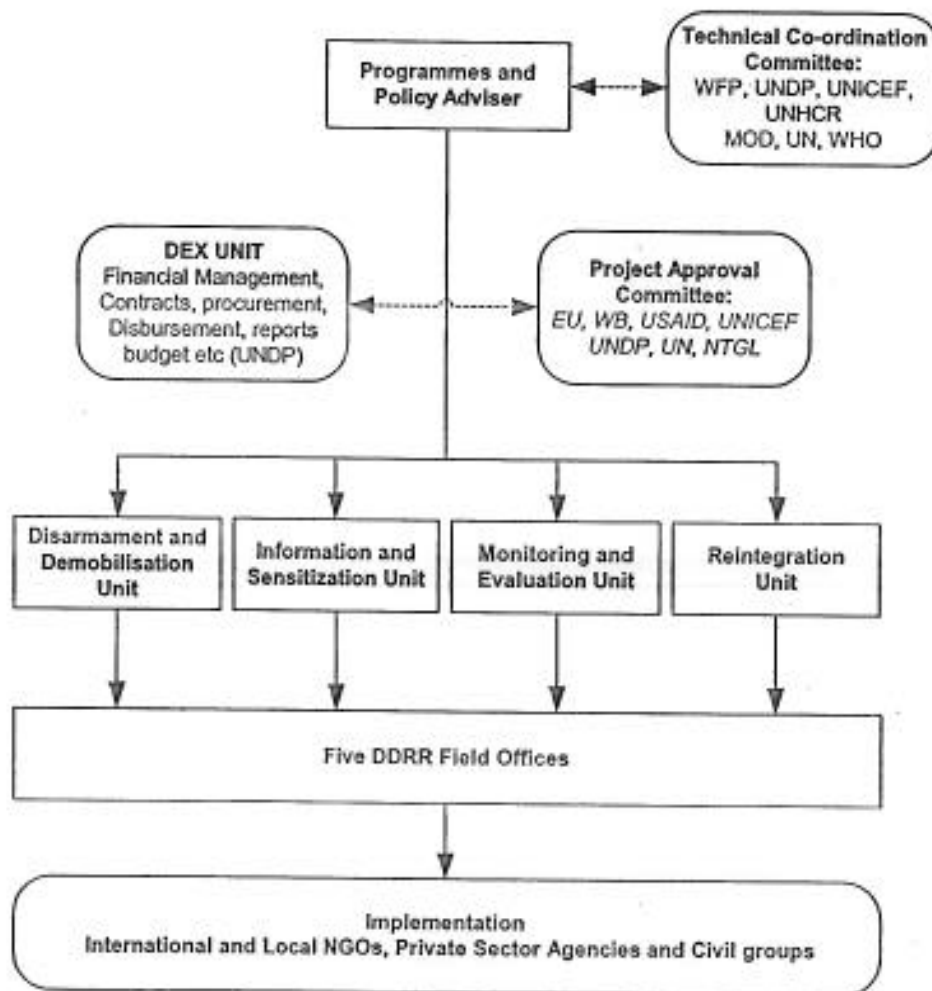 Programmes and
Policy Adviser
Technical Co-ordination
Committee:
WFP, UNDP, UNICEF,
UNHCR
MOD, UN, WHO
DEX UNIT
Financial Management,
Contracts, procurement,
Disbursement, reports
budget etc (UNDP)
Project Approval
Committee:
EU, WB, USAID, UNICEF
UNDP, UN, NTGL
Disarmament and
Demobilisation
Unit
Information and
Sensitization Unit
Monitoring and
Evaluation Unit
Reintegration
Unit
Five DDRR Field Offices
Implementation
International and Local NGOs, Private Sector Agencies and Civil groups